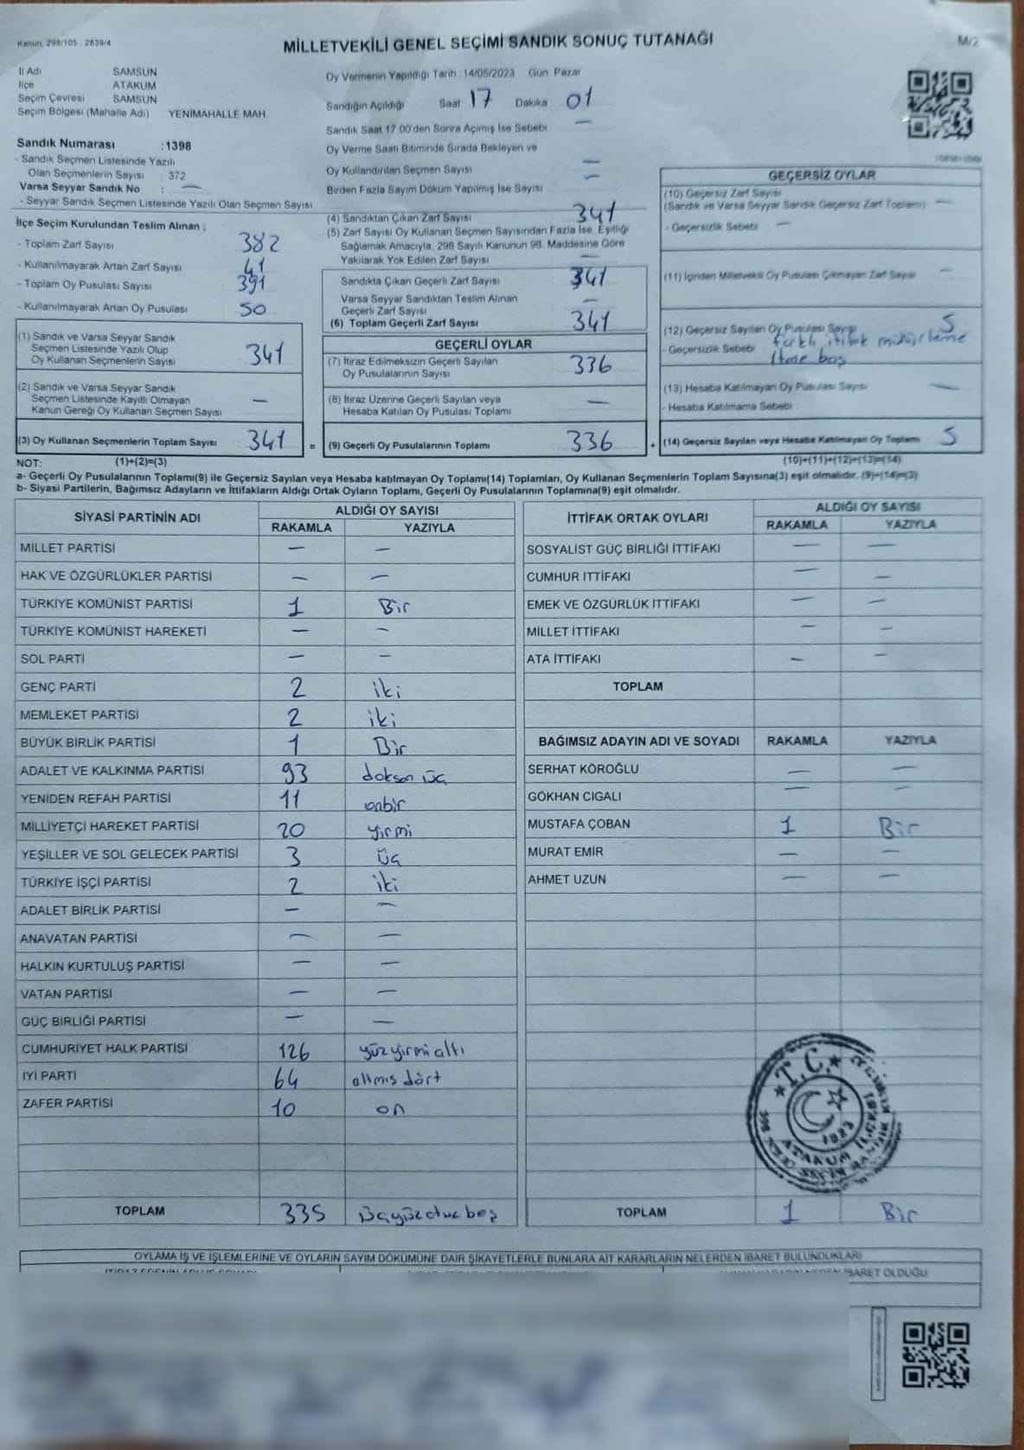 Kanun, 298/105 - 2839/4
MİLLETVEKİLİ GENEL SEÇİMİ SANDIK SONUÇ TUTANAĞI
M/2
İl Adı SAMSUN
İlçe ATAKUM
Seçim Çevresi SAMSUN
Seçim Bölgesi (Mahalle Adı) YENİMAHALLE MAH.
Oy Vermenin Yapıldığı Tarih 14/05/2023 Gün Pazar
Sandığın Açıldığı Saat 17 Dakika 01
Sandık Saat 17:00'den Sonra Açmış İse Sebebi —
Oy Verme Saati Bitiminde Sırada Bekleyen ve
Oy Kullandırılan Seçmen Sayısı —
Birden Fazla Sayım Döküm Yapılmış İse Sayısı —
Sandık Numarası :1398
- Sandık Seçmen Listesinde Yazılı
Olan Seçmenlerin Sayısı : 372
Varsa Seyyar Sandık No : —
- Seyyar Sandık Seçmen Listesinde Yazılı Olan Seçmen Sayısı
İlçe Seçim Kurulundan Teslim Alınan ;
- Toplam Zarf Sayısı 382
- Kullanılmayarak Artan Zarf Sayısı 41
- Toplam Oy Pusulası Sayısı 391
- Kullanılmayarak Artan Oy Pusulası 50
(1) Sandık ve Varsa Seyyar Sandık
Seçmen Listesinde Yazılı Olup
Oy Kullanan Seçmenlerin Sayısı 341
(2) Sandık ve Varsa Seyyar Sandık
Seçmen Listesinde Kayıtlı Olmayan
Kanun Gereği Oy Kullanan Seçmen Sayısı —
(3) Oy Kullanan Seçmenlerin Toplam Sayısı 341 =
(4) Sandıktan Çıkan Zarf Sayısı 341
(5) Zarf Sayısı Oy Kullanan Seçmen Sayısından Fazla İse, Eşitliği
Sağlamak Amacıyla, 298 Sayılı Kanunun 98. Maddesine Göre
Yakılarak Yok Edilen Zarf Sayısı —
Sandıkta Çıkan Geçerli Zarf Sayısı 341
Varsa Seyyar Sandıktan Teslim Alınan
Geçerli Zarf Sayısı —
(6) Toplam Geçerli Zarf Sayısı 341
GEÇERLİ OYLAR
(7) İtiraz Edilmeksizin Geçerli Sayılan
Oy Pusulalarının Sayısı 336
(8) İtiraz Üzerine Geçerli Sayılan veya
Hesaba Katılan Oy Pusulası Toplamı —
(9) Geçerli Oy Pusulalarının Toplamı 336 +
GEÇERSİZ OYLAR
(10) Geçersiz Zarf Sayısı
(Sandık ve Varsa Seyyar Sandık Geçersiz Zarf Toplamı) —
- Geçersizlik Sebebi —
(11) İçinden Milletvekili Oy Pusulası Çıkmayan Zarf Sayısı —
(12) Geçersiz Sayılan Oy Pusulası Sayısı 5
- Geçersizlik Sebebi farklı ittifak mühürleme
1 tane boş
(13) Hesaba Katılmayan Oy Pusulası Sayısı —
- Hesaba Katılmama Sebebi
(14) Geçersiz Sayılan veya Hesaba Katılmayan Oy Toplamı 5
NOT: (1)+(2)=(3) (10)+(11)+(12)+(13)=(14)
a- Geçerli Oy Pusulalarının Toplamı(9) ile Geçersiz Sayılan veya Hesaba katılmayan Oy Toplamı(14) Toplamları, Oy Kullanan Seçmenlerin Toplam Sayısına(3) eşit olmalıdır. (9)+(14)=(3)
b- Siyasi Partilerin, Bağımsız Adayların ve İttifakların Aldığı Ortak Oyların Toplamı, Geçerli Oy Pusulalarının Toplamına(9) eşit olmalıdır.
SİYASİ PARTİNİN ADI ALDIĞI OY SAYISI
RAKAMLA YAZIYLA
MİLLET PARTİSİ — —
HAK VE ÖZGÜRLÜKLER PARTİSİ — —
TÜRKİYE KOMÜNİST PARTİSİ 1 Bir
TÜRKİYE KOMÜNİST HAREKETİ — —
SOL PARTİ — —
GENÇ PARTİ 2 iki
MEMLEKET PARTİSİ 2 iki
BÜYÜK BİRLİK PARTİSİ 1 Bir
ADALET VE KALKINMA PARTİSİ 93 doksan üç
YENİDEN REFAH PARTİSİ 11 onbir
MİLLİYETÇİ HAREKET PARTİSİ 20 yirmi
YEŞİLLER VE SOL GELECEK PARTİSİ 3 üç
TÜRKİYE İŞÇİ PARTİSİ 2 iki
ADALET BİRLİK PARTİSİ — —
ANAVATAN PARTİSİ — —
HALKIN KURTULUŞ PARTİSİ — —
VATAN PARTİSİ — —
GÜÇ BİRLİĞİ PARTİSİ — —
CUMHURİYET HALK PARTİSİ 126 yüzyirmialtı
İYİ PARTİ 64 altmış dört
ZAFER PARTİSİ 10 on
TOPLAM 335 üçyüzotuzbeş
İTTİFAK ORTAK OYLARI ALDIĞI OY SAYISI
RAKAMLA YAZIYLA
SOSYALİST GÜÇ BİRLİĞİ İTTİFAKI — —
CUMHUR İTTİFAKI — —
EMEK VE ÖZGÜRLÜK İTTİFAKI — —
MİLLET İTTİFAKI — —
ATA İTTİFAKI — —
TOPLAM
BAĞIMSIZ ADAYIN ADI VE SOYADI RAKAMLA YAZIYLA
SERHAT KÖROĞLU — —
GÖKHAN CIGALI — —
MUSTAFA ÇOBAN 1 Bir
MURAT EMİR — —
AHMET UZUN — —
T.C.
1923
ATAKUM İLÇESİ
TOPLAM 1 Bir
OYLAMA İŞ VE İŞLEMLERİNE VE OYLARIN SAYIM DÖKÜMÜNE DAİR ŞİKAYETLERLE BUNLARA AİT KARARLARIN NELERDEN İBARET BULUNDUKLARI
İBARET OLDUĞU